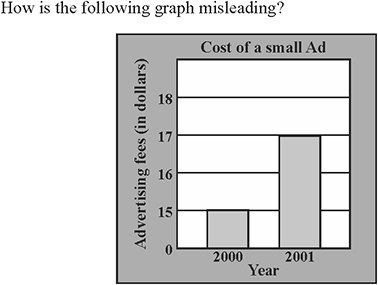 How is the following graph misleading?
Cost of a small Ad
Advertising fees (in dollars)
18
17
16
15
0
2000 2001
Year